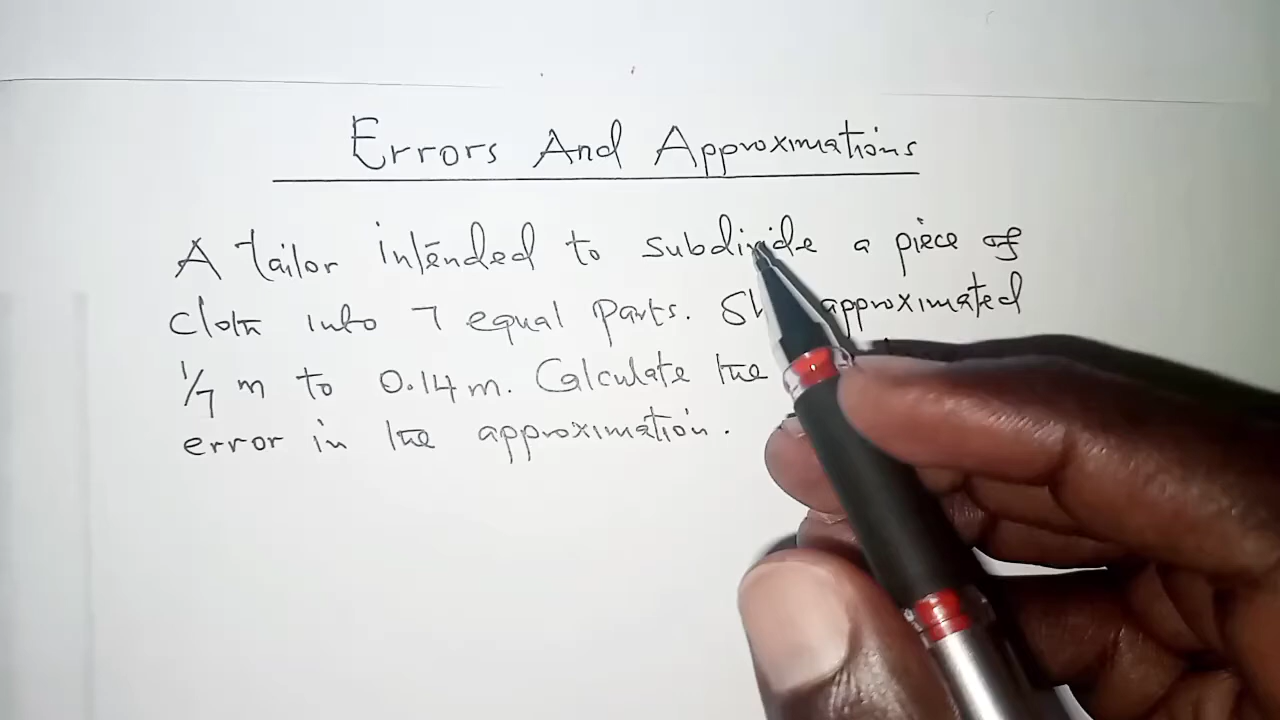 Errors And Approximations
A tailor intended to subdivide a piece of
cloth into 7 equal parts. approximated
1/7 m to 0.14 m. Calculate the
error in the approximation.